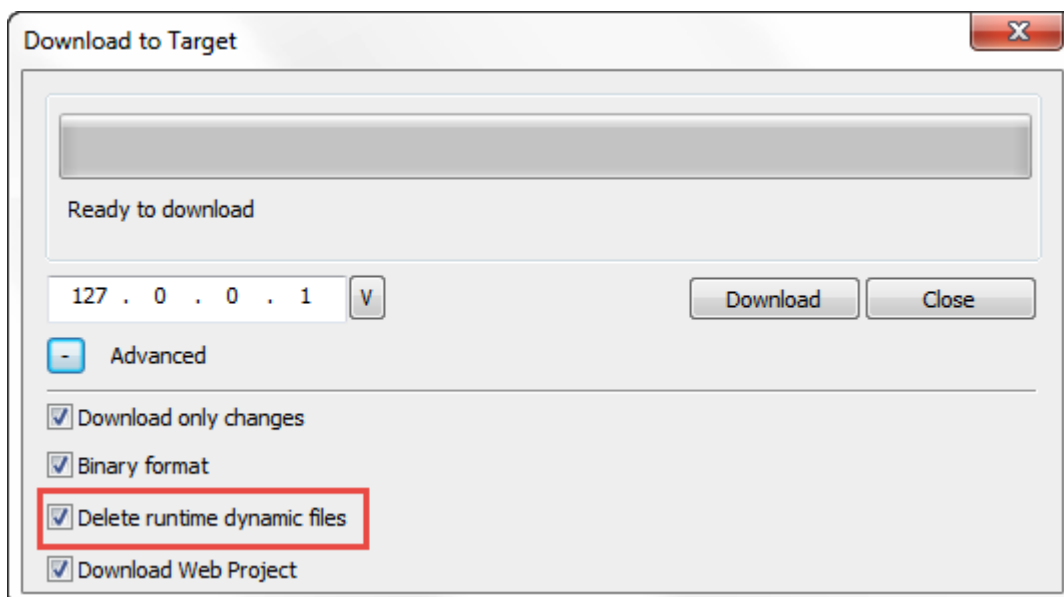 Download to Target
X
Ready to download
127 . 0 . 0 . 1 V Download Close
- Advanced
Download only changes
Binary format
Delete runtime dynamic files
Download Web Project